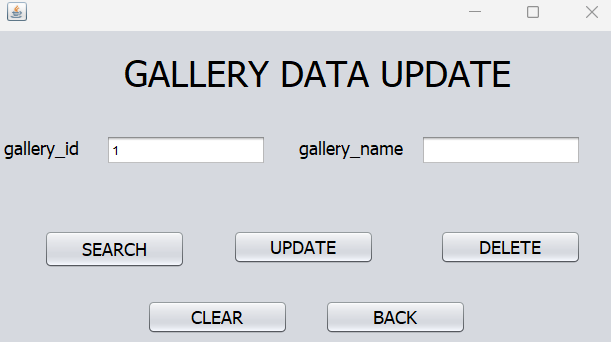 GALLERY DATA UPDATE
gallery_id 1 gallery_name
SEARCH UPDATE DELETE
CLEAR BACK